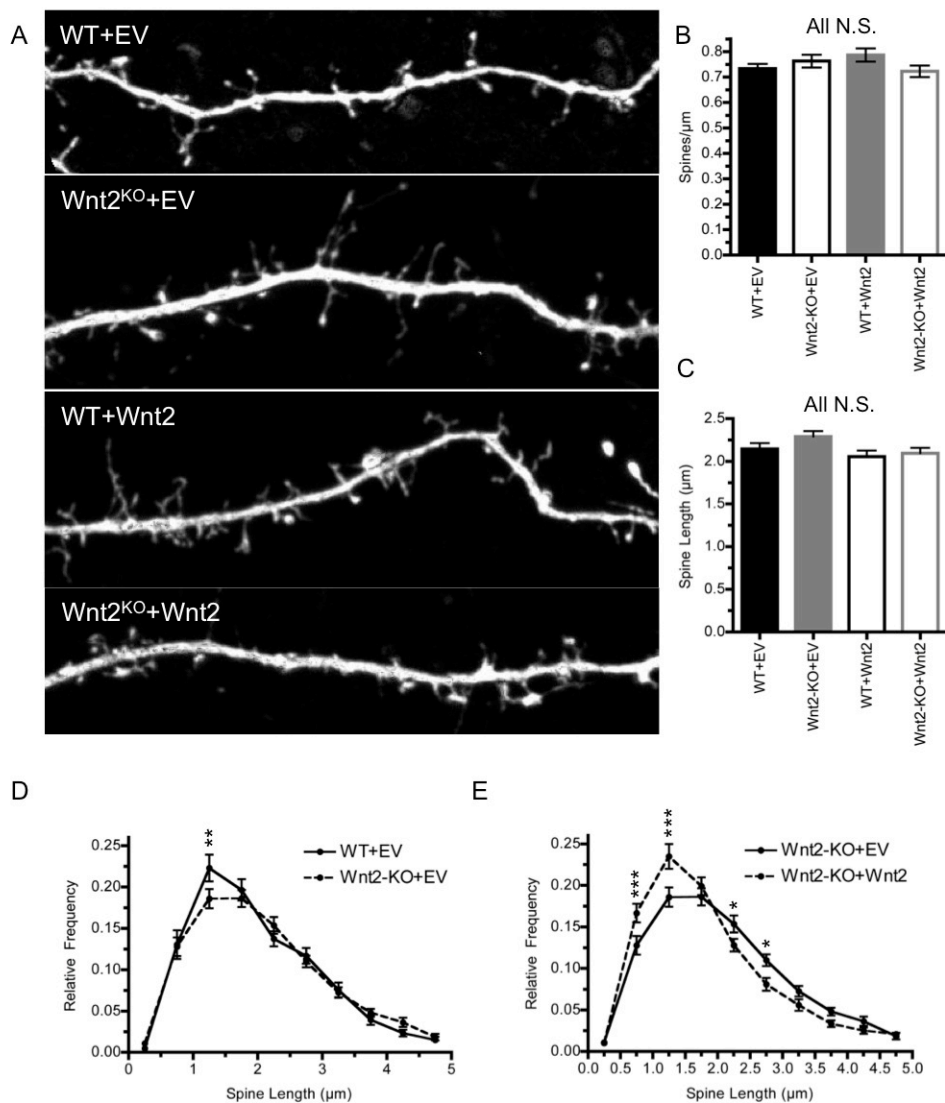 A
WT+EV
Wnt2KO+EV
WT+Wnt2
Wnt2KO+Wnt2
B
All N.S.
0.8
0.7
0.6
0.5
0.4
0.3
0.2
0.1
0.0
Spines/µm
WT+EV
Wnt2-KO+EV
WT+Wnt2
Wnt2-KO+Wnt2
C
All N.S.
2.5
2.0
1.5
1.0
0.5
0.0
Spine Length (µm)
WT+EV
Wnt2-KO+EV
WT+Wnt2
Wnt2-KO+Wnt2
D
**
WT+EV
Wnt2-KO+EV
0.25
0.20
0.15
0.10
0.05
0.00
Relative Frequency
0 1 2 3 4 5
Spine Length (µm)
E
***
***
*
*
Wnt2-KO+EV
Wnt2-KO+Wnt2
0.25
0.20
0.15
0.10
0.05
0.00
Relative Frequency
0.0 0.5 1.0 1.5 2.0 2.5 3.0 3.5 4.0 4.5 5.0
Spine Length (µm)